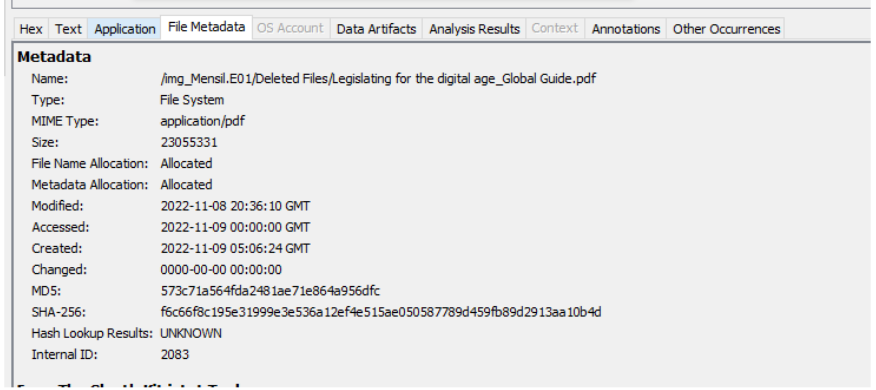 Hex Text Application File Metadata OS Account Data Artifacts Analysis Results Context Annotations Other Occurrences
Metadata
Name: /img_Mensil.E01/Deleted Files/Legislating for the digital age_Global Guide.pdf
Type: File System
MIME Type: application/pdf
Size: 23055331
File Name Allocation: Allocated
Metadata Allocation: Allocated
Modified: 2022-11-08 20:36:10 GMT
Accessed: 2022-11-09 00:00:00 GMT
Created: 2022-11-09 05:06:24 GMT
Changed: 0000-00-00 00:00:00
MD5: 573c71a564fda2481ae71e864a956dfc
SHA-256: f6c66f8c195e31999e3e536a12ef4e515ae050587789d459fb89d2913aa10b4d
Hash Lookup Results: UNKNOWN
Internal ID: 2083